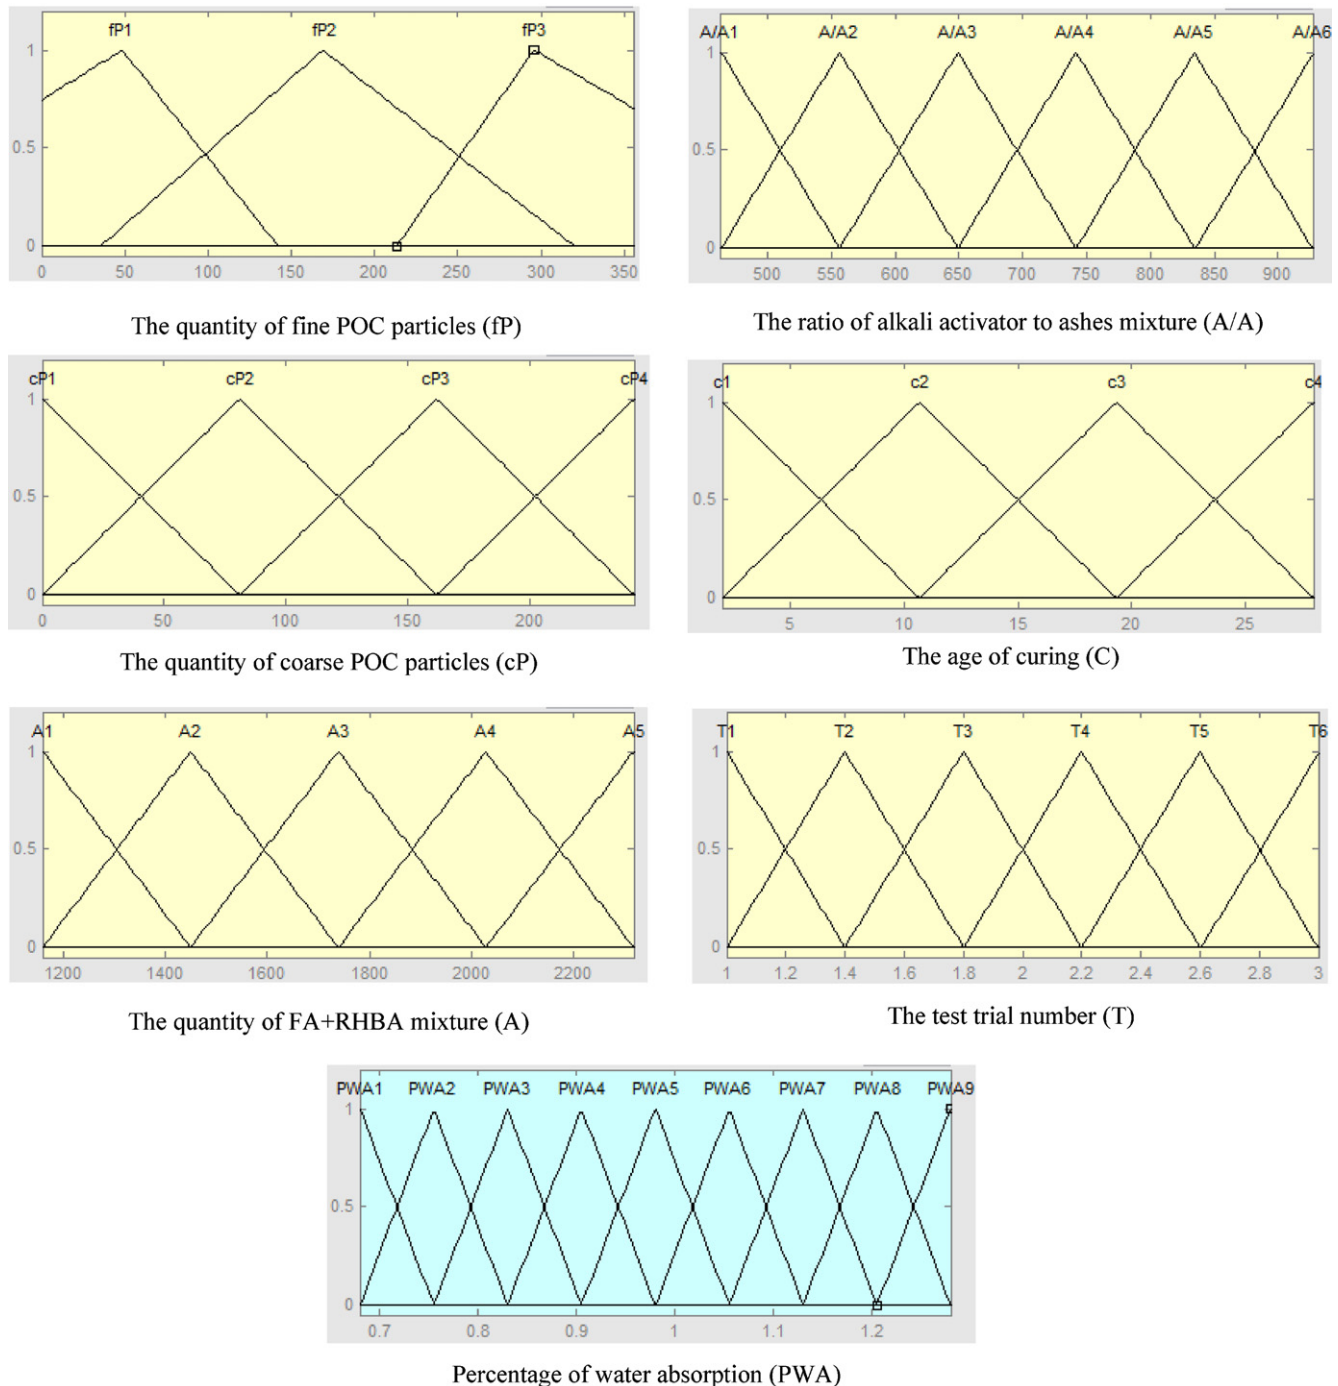 fP1 fP2 fP3
1
0.5
0
0 50 100 150 200 250 300 350
The quantity of fine POC particles (fP)
A/A1 A/A2 A/A3 A/A4 A/A5 A/A6
1
0.5
0
500 550 600 650 700 750 800 850 900
The ratio of alkali activator to ashes mixture (A/A)
cP1 cP2 cP3 cP4
1
0.5
0
0 50 100 150 200
The quantity of coarse POC particles (cP)
c1 c2 c3 c4
1
0.5
0
5 10 15 20 25
The age of curing (C)
A1 A2 A3 A4 A5
1
0.5
0
1200 1400 1600 1800 2000 2200
The quantity of FA+RHBA mixture (A)
T1 T2 T3 T4 T5 T6
1
0.5
0
1 1.2 1.4 1.6 1.8 2 2.2 2.4 2.6 2.8 3
The test trial number (T)
PWA1 PWA2 PWA3 PWA4 PWA5 PWA6 PWA7 PWA8 PWA9
1
0.5
0
0.7 0.8 0.9 1 1.1 1.2
Percentage of water absorption (PWA)